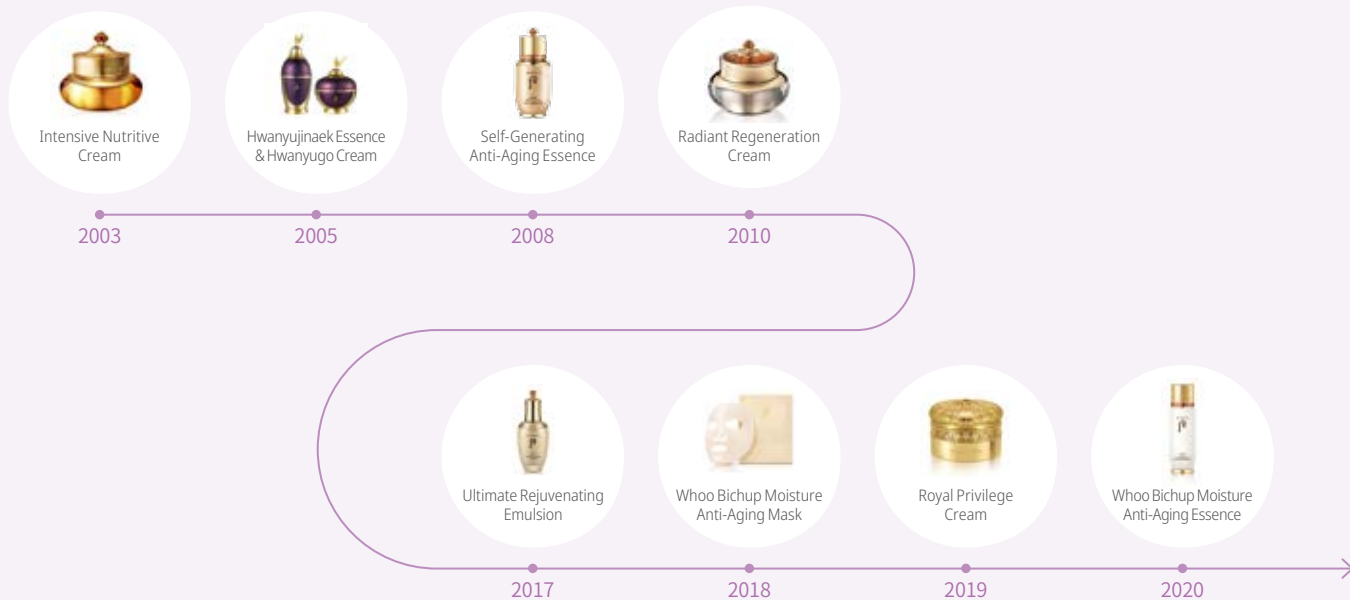 Intensive Nutritive
Cream
Hwanyujinaek Essence
& Hwanyugo Cream
Self-Generating
Anti-Aging Essence
Radiant Regeneration
Cream
2003
2005
2008
2010
Ultimate Rejuvenating
Emulsion
Whoo Bichup Moisture
Anti-Aging Mask
Royal Privilege
Cream
Whoo Bichup Moisture
Anti-Aging Essence
2017
2018
2019
2020